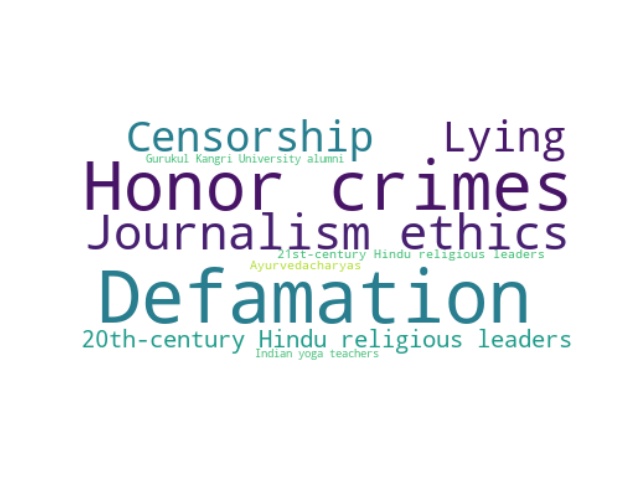 Censorship Lying
Gurukul Kangri University alumni
Honor crimes
Journalism ethics
21st-century Hindu religious leaders
Ayurvedacharyas
Defamation
20th-century Hindu religious leaders
Indian yoga teachers